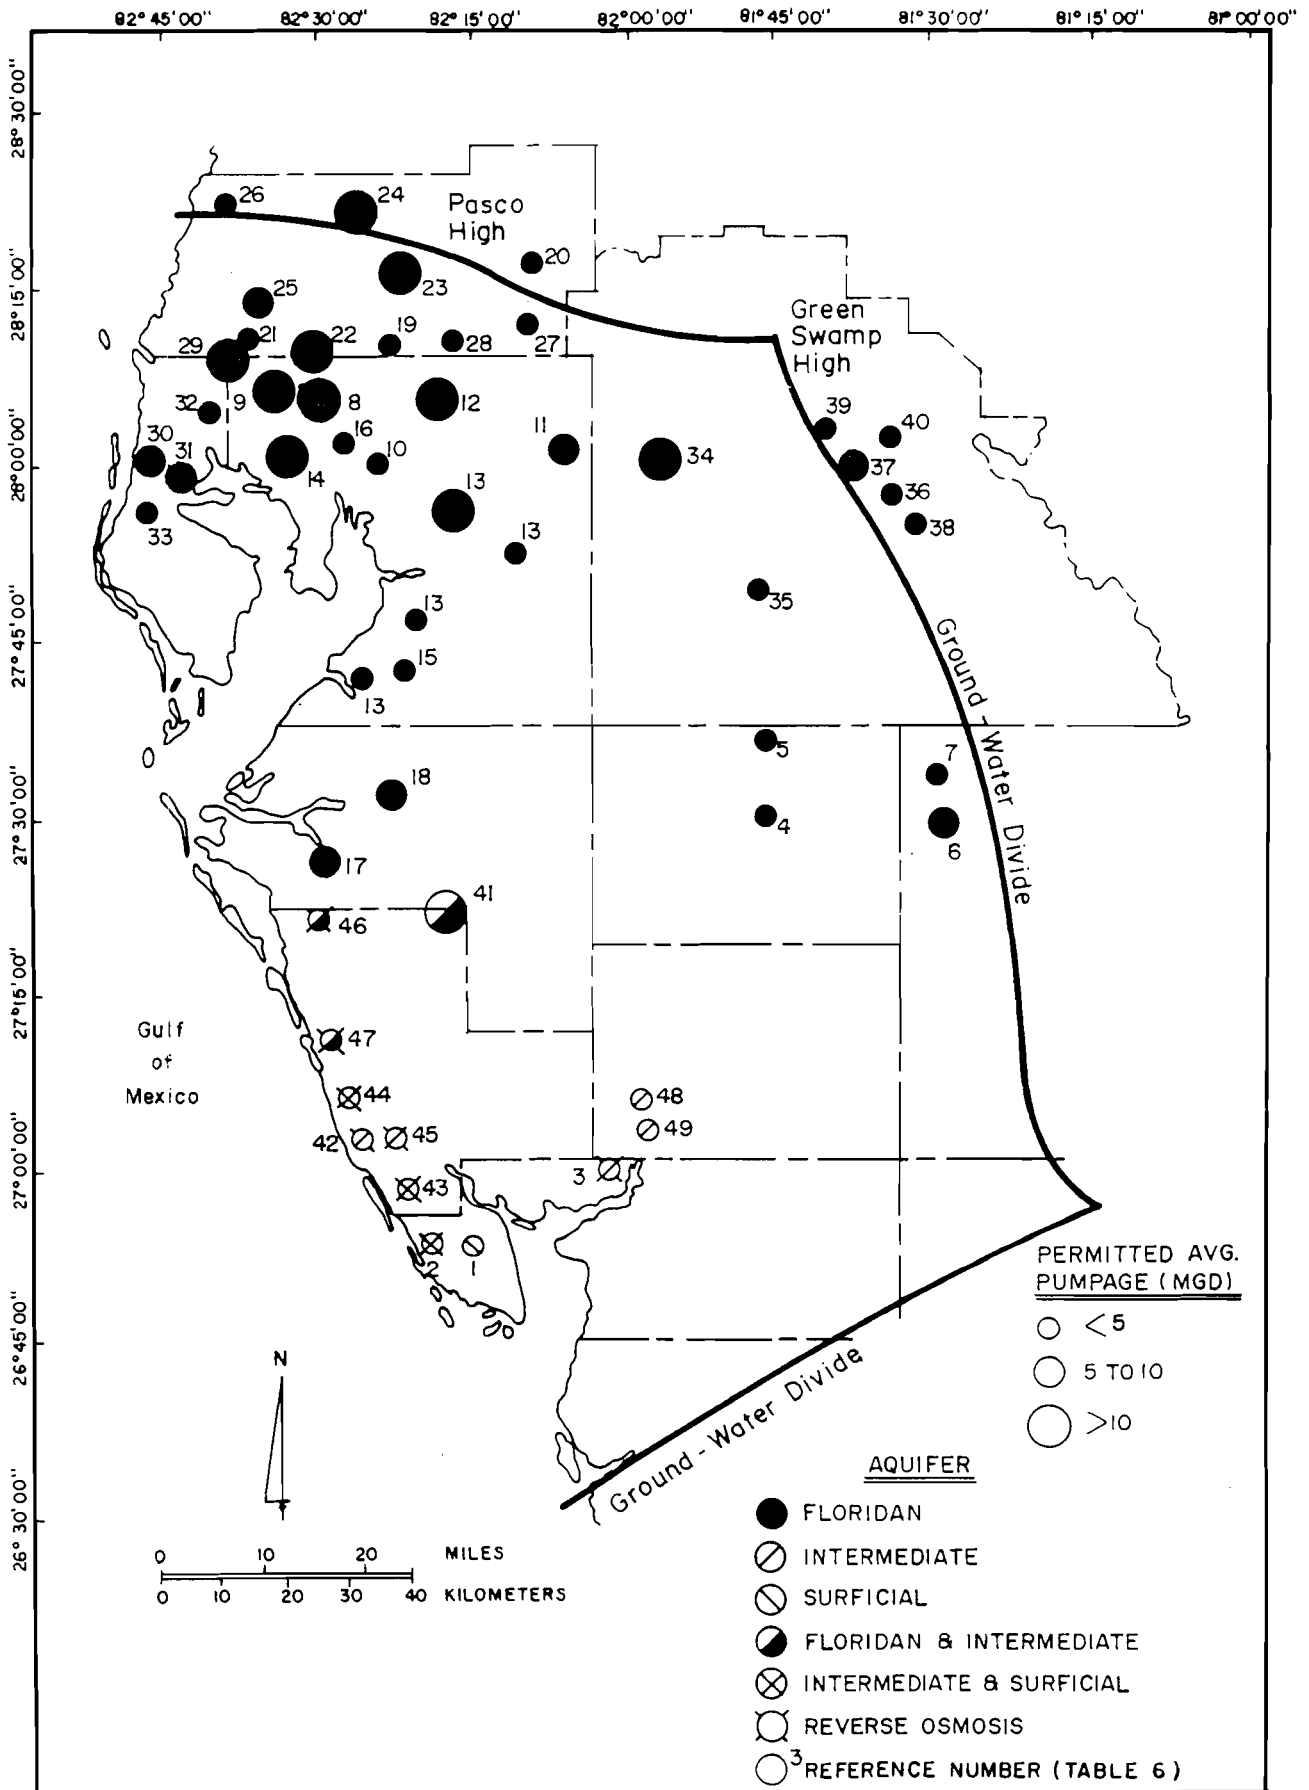 82°45'00" 82°30'00" 82°15'00" 82°00'00" 81°45'00" 81°30'00" 81°15'00" 81°00'00"
28°30'00"
26
24
Pasco
High
20
23
28°15'00"
25
Green
Swamp
High
21
22
19
28
27
29
32
9
8
12
39
40
16
11
30
31
10
34
37
28°00'00"
14
13
36
33
38
13
35
13
27°45'00"
15
13
Ground-Water Divide
5
7
18
4
6
27°30'00"
17
41
46
27°15'00"
Gulf
of
Mexico
47
44
48
42
45
49
3
27°00'00"
43
2
1
PERMITTED AVG.
PUMPAGE (MGD)
<5
26°45'00"
5 TO 10
>10
N
Ground-Water Divide
AQUIFER
26°30'00"
FLORIDAN
INTERMEDIATE
SURFICIAL
FLORIDAN & INTERMEDIATE
INTERMEDIATE & SURFICIAL
REVERSE OSMOSIS
3 REFERENCE NUMBER (TABLE 6)
0 10 20 MILES
0 10 20 30 40 KILOMETERS